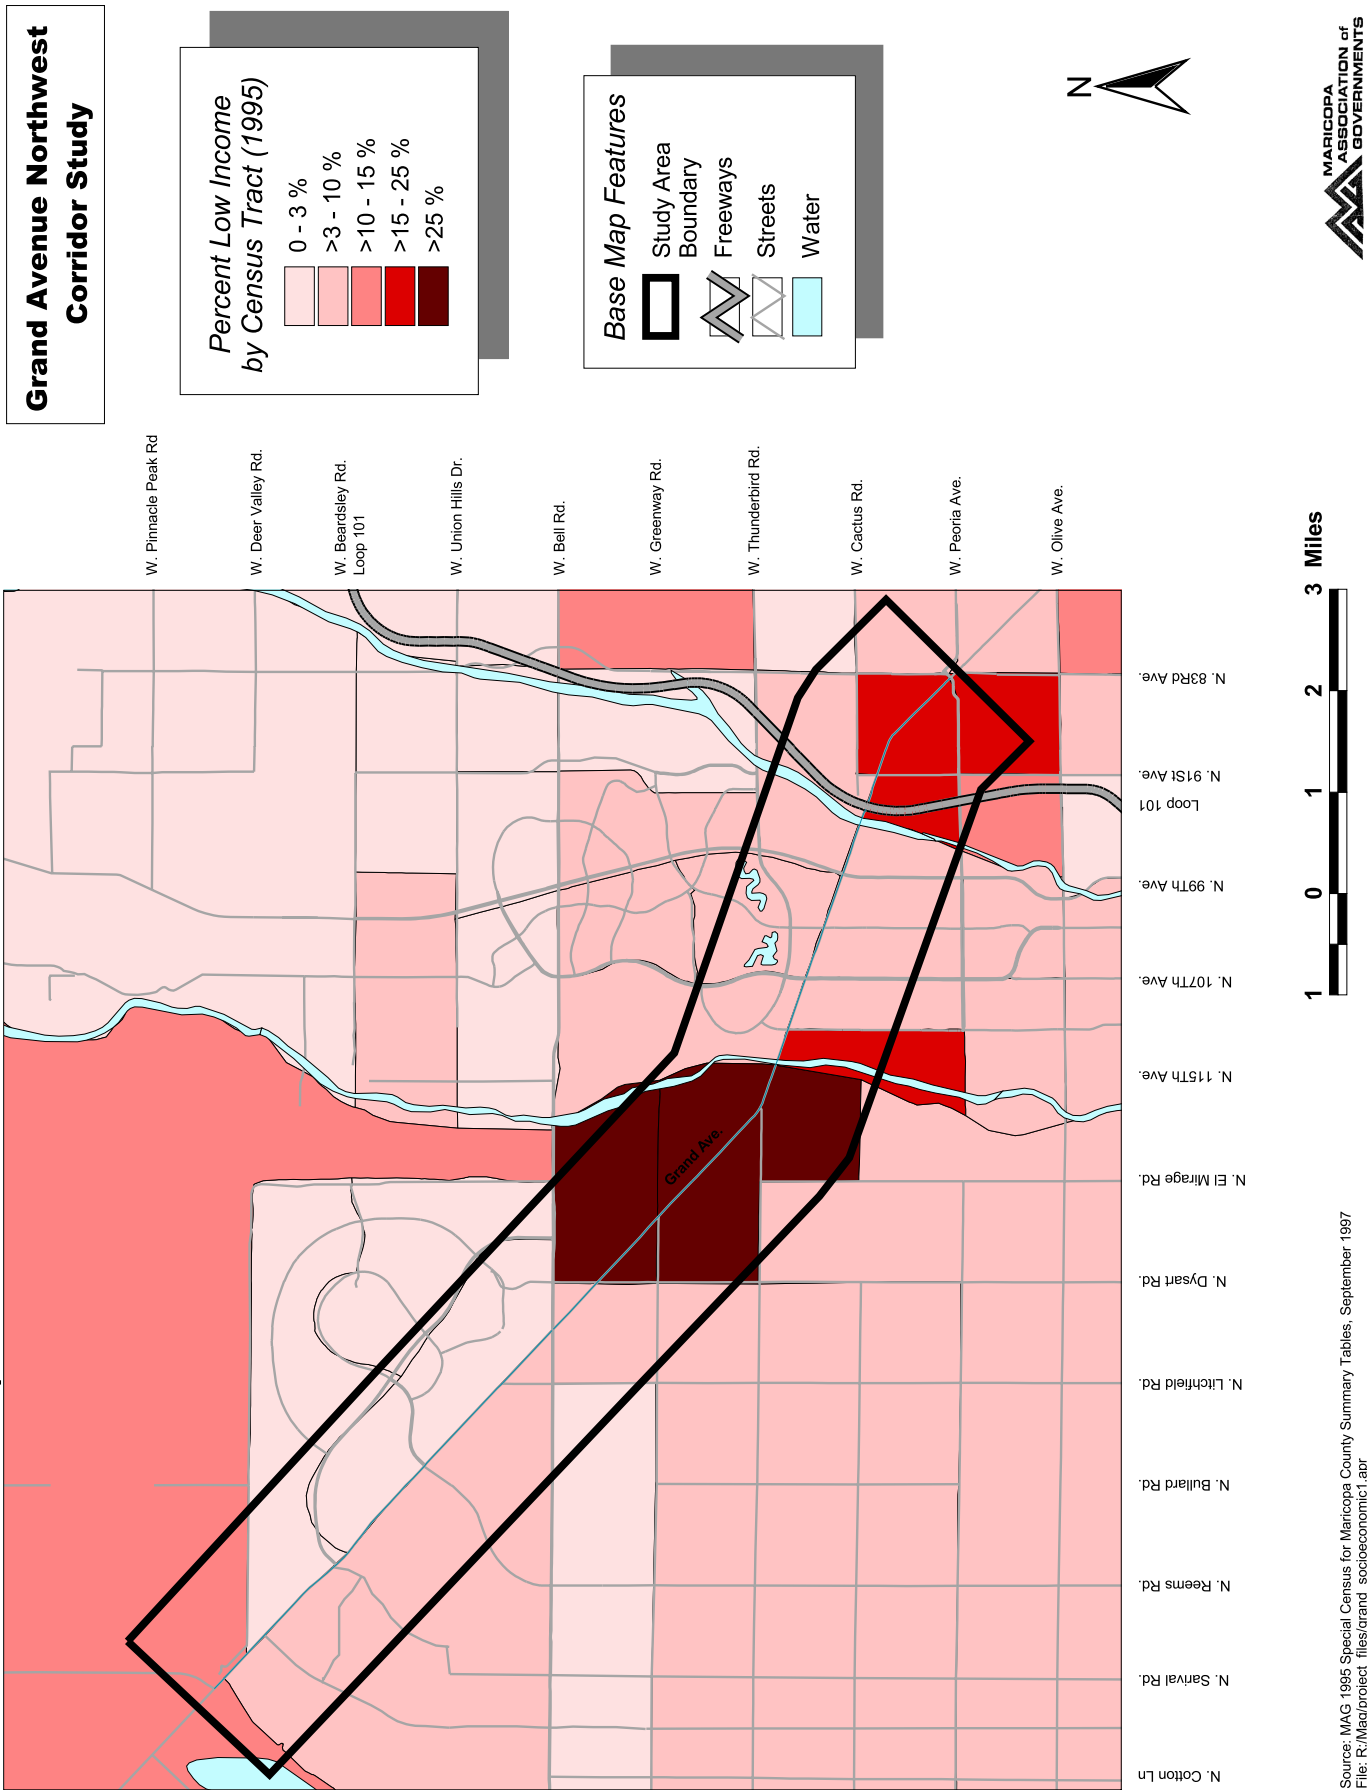 Grand Avenue Northwest
Corridor Study
Percent Low Income
by Census Tract (1995)
0 - 3 %
>3 - 10 %
>10 - 15 %
>15 - 25 %
>25 %
Base Map Features
Study Area
Boundary
Freeways
Streets
Water
N
MARICOPA
ASSOCIATION of
GOVERNMENTS
W. Pinnacle Peak Rd
W. Deer Valley Rd.
W. Beardsley Rd.
Loop 101
W. Union Hills Dr.
W. Bell Rd.
W. Greenway Rd.
W. Thunderbird Rd.
W. Cactus Rd.
W. Peoria Ave.
W. Olive Ave.
Grand Ave.
N. Cotton Ln
N. Sarival Rd.
N. Reems Rd.
N. Bullard Rd.
N. Litchfield Rd.
N. Dysart Rd.
N. El Mirage Rd.
N. 115Th Ave.
N. 107Th Ave.
N. 99Th Ave.
Loop 101
N. 91St Ave.
N. 83Rd Ave.
1 0 1 2 3 Miles
Source: MAG 1995 Special Census for Maricopa County Summary Tables, September 1997
File: R:/Mag/project_files/grand_socioeconomic1.apr